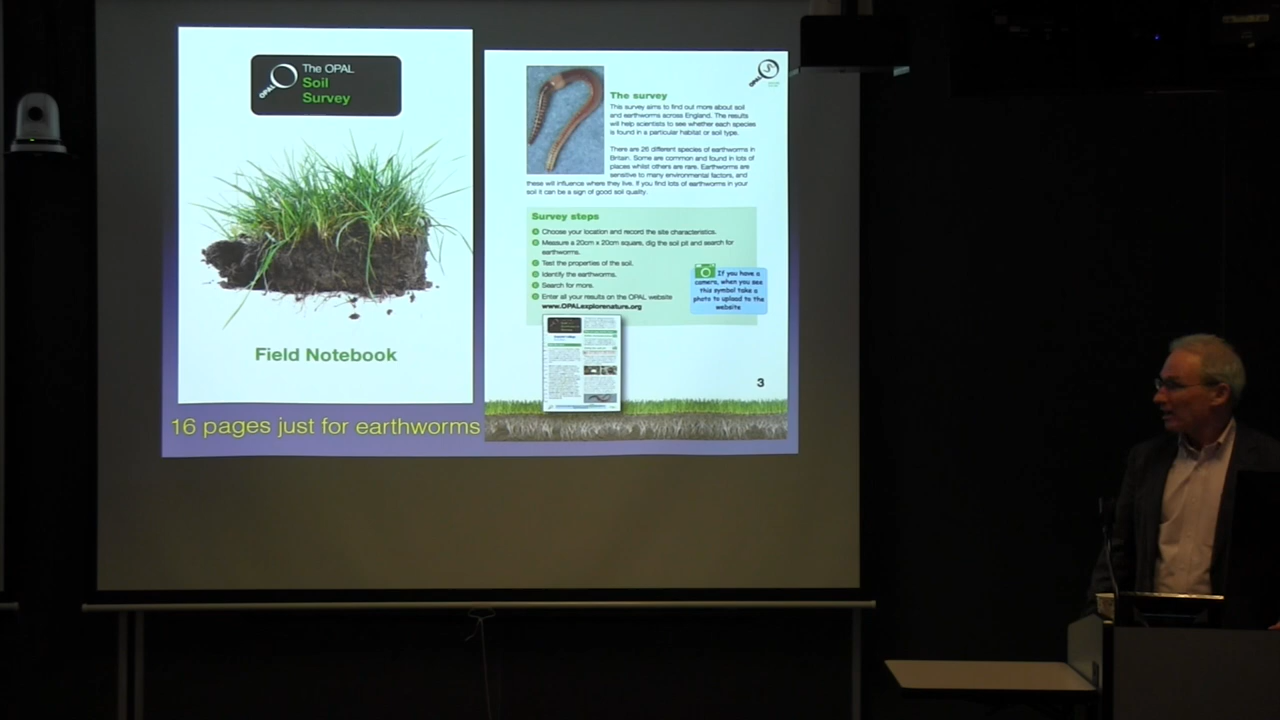 The OPAL
Soil
Survey
OPAL
Field Notebook
16 pages just for earthworms
OPAL
The survey
This survey aims to find out more about soil
and earthworms across England. The results
will help scientists to see whether each species
is found in a particular habitat or soil type.
There are 26 different species of earthworms in
Britain. Some are common and found in lots of
places whilst others are rare. Earthworms are
sensitive to many environmental factors, and
these will influence where they live. If you find lots of earthworms in your
soil it can be a sign of good soil quality.
Survey steps
Choose your location and record the site characteristics.
Measure a 20cm x 20cm square, dig the soil pit and search for
earthworms.
Test the properties of the soil.
Identify the earthworms.
Search for more.
Enter all your results on the OPAL website
www.OPALexplorenature.org
If you have a
camera, when you see
this symbol take a
photo to upload to the
website
3